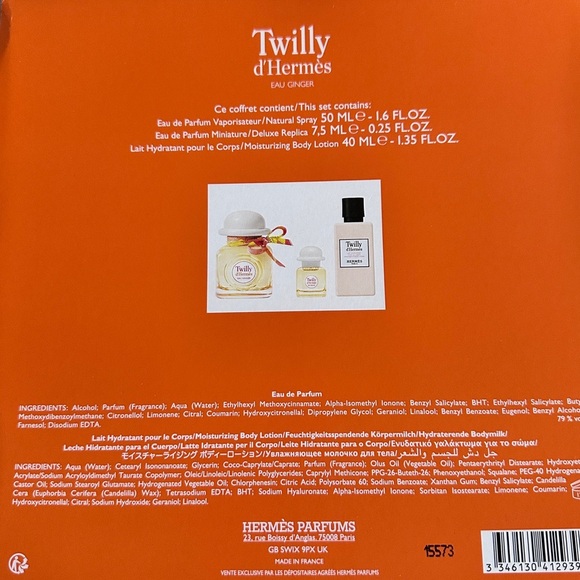 Twilly
d'Hermès
EAU GINGER
Ce coffret contient/This set contains:
Eau de Parfum Vaporisateur/Natural Spray 50 ML℮ - 1.6 FL.OZ.
Eau de Parfum Miniature/Deluxe Replica 7,5 ML℮ - 0.25 FL.OZ.
Lait Hydratant pour le Corps/Moisturizing Body Lotion 40 ML℮ - 1.35 FL.OZ.
Twilly
d'Hermès
Twilly
d'Hermès
Twilly
d'Hermès
HERMÈS
Eau de Parfum
INGREDIENTS: Alcohol; Parfum (Fragrance); Aqua (Water); Ethylhexyl Methoxycinnamate; Alpha-Isomethyl Ionone; Benzyl Salicylate; BHT; Ethylhexyl Salicylate; Buty
Methoxydibenzoylmethane; Citronellol; Limonene; Citral; Coumarin; Hydroxycitronellal; Dipropylene Glycol; Geraniol; Linalool; Benzyl Benzoate; Eugenol; Benzyl Alcoho
Farnesol; Disodium EDTA. 79 % v
Lait Hydratant pour le Corps/Moisturizing Body Lotion/Feuchtigkeitsspendende Körpermilch/Hydraterende Bodymilk/
Leche Hidratante para el Cuerpo/Latte Idratante per il Corpo/Leite Hidratante para o Corpo/Ενυδατικό γαλάκτωμα για το σώμα/
モイスチャーライジング ボディーローション/Увлажняющее молочко для тела/جل دش للجسم والشعر
INGREDIENTS: Aqua (Water); Cetearyl Isononanoate; Glycerin; Coco-Caprylate/Caprate; Parfum (Fragrance); Olus Oil (Vegetable Oil); Pentaerythrityl Distearate; Hydroxyet
Acrylate/Sodium Acryloyldimethyl Taurate Copolymer; Oleic/Linoleic/Linolenic Polyglycerides; Caprylyl Methicone; PPG-26-Buteth-26; Phenoxyethanol; Squalane; PEG-40 Hydrogena
Castor Oil; Sodium Stearoyl Glutamate; Hydrogenated Vegetable Oil; Chlorphenesin; Citric Acid; Polysorbate 60; Sodium Benzoate; Xanthan Gum; Benzyl Salicylate; Candelilla
Cera (Euphorbia Cerifera (Candelilla) Wax); Tetrasodium EDTA; BHT; Sodium Hyaluronate; Alpha-Isomethyl Ionone; Sorbitan Isostearate; Limonene; Coumarin;
Hydroxycitronellal; Citral; Sodium Hydroxide; Geraniol; Linalool.
HERMÈS PARFUMS
23, rue Boissy d'Anglas, 75008 Paris
GB SW1X 9PX UK
MADE IN FRANCE
VENTE EXCLUSIVE PAR LES DÉPOSITAIRES AGRÉÉS HERMÈS PARFUMS
15573
3 346130 412939